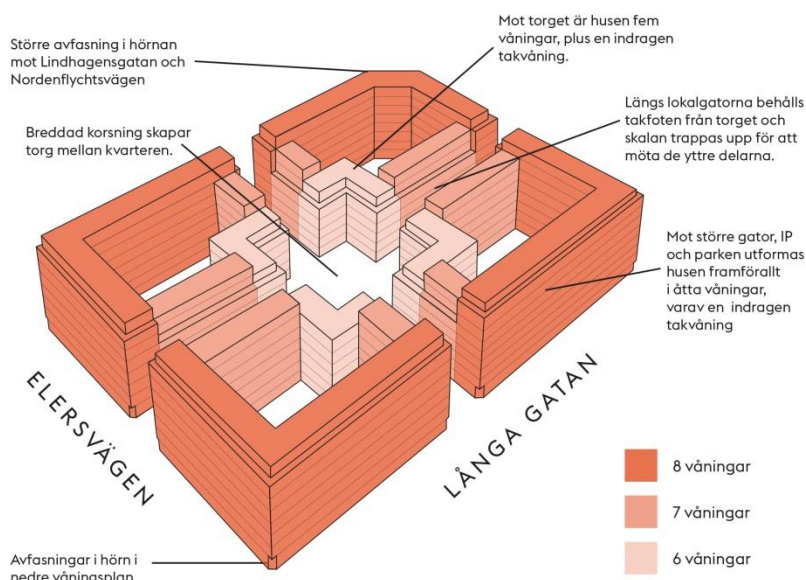 Större avfasning i hörnan
mot Lindhagensgatan och
Nordenflychtsvägen
Mot torget är husen fem
våningar, plus en indragen
takvåning.
Breddad korsning skapar
torg mellan kvarteren.
Längs lokalgatorna behålls
takfoten från torget och
skalan trappas upp för att
möta de yttre delarna.
Mot större gator, IP
och parken utformas
husen framförallt
i åtta våningar,
varav en indragen
takvåning
ELERSVÄGEN
LÅNGA GATAN
8 våningar
7 våningar
6 våningar
Avfasningar i hörn i
nedre våningsplan